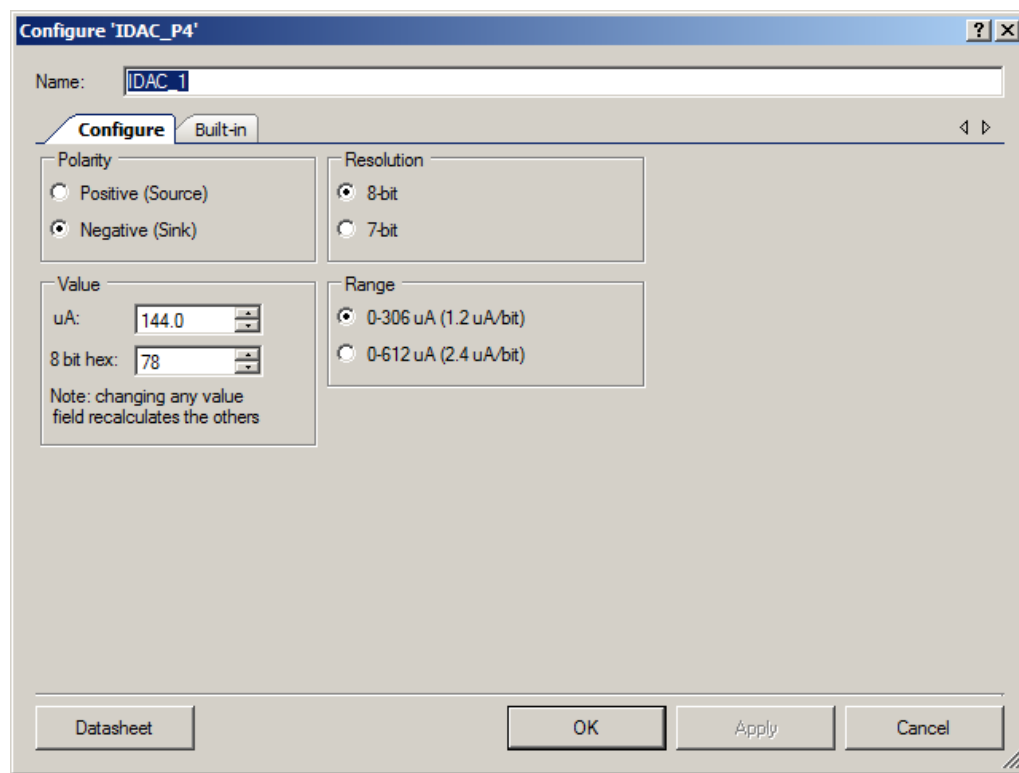 Configure 'IDAC_P4'
Name: IDAC_1
Configure Built-in
Polarity
Positive (Source)
Negative (Sink)
Resolution
8-bit
7-bit
Value
uA: 144.0
8 bit hex: 78
Note: changing any value
field recalculates the others
Range
0-306 uA (1.2 uA/bit)
0-612 uA (2.4 uA/bit)
Datasheet OK Apply Cancel